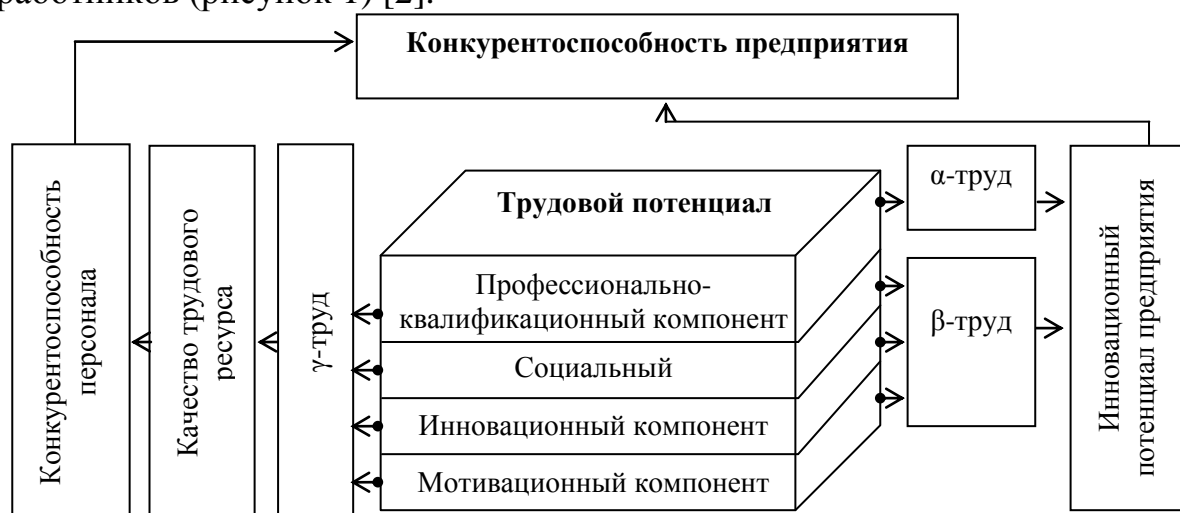 работников (рисунок 1) [2].
Конкурентоспособность предприятия
Конкурентоспособность
персонала
Качество трудового
ресурса
γ-труд
Трудовой потенциал
Профессионально-
квалификационный компонент
Социальный
Инновационный компонент
Мотивационный компонент
α-труд
β-труд
Инновационный
потенциал предприятия